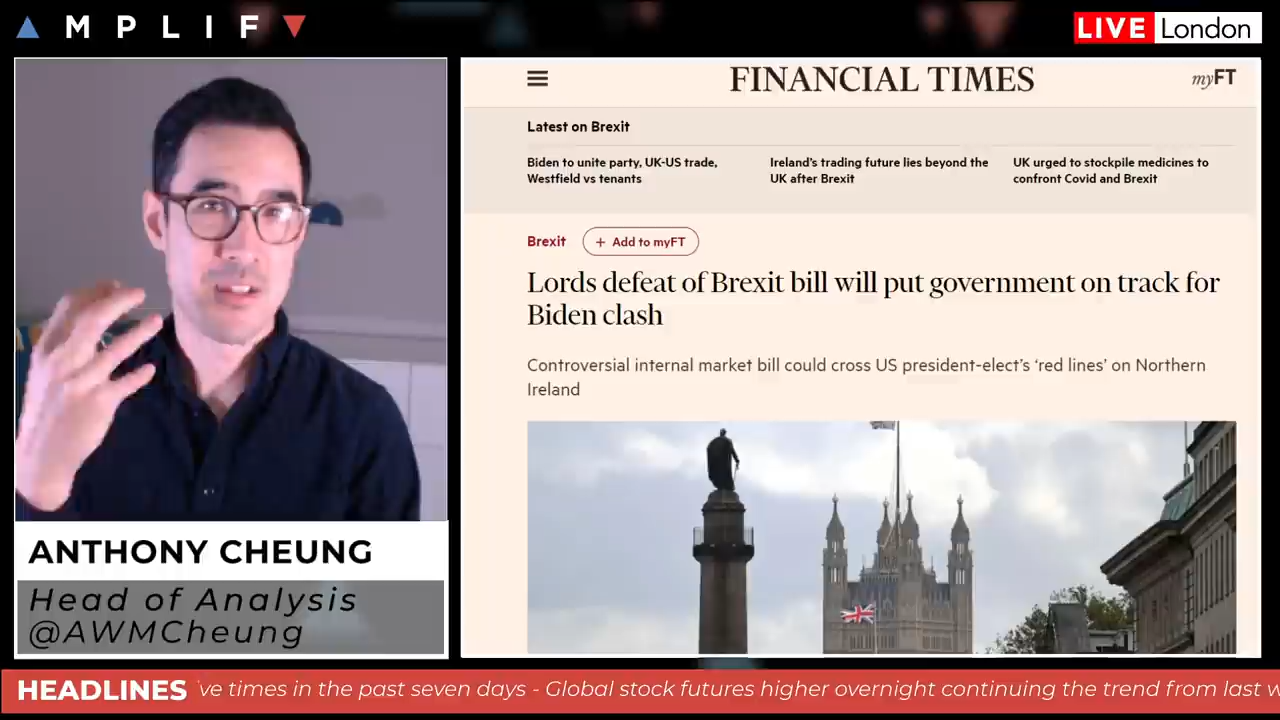 ▲ M P L I F ▼
LIVE London
FINANCIAL TIMES
myFT
Latest on Brexit
Biden to unite party, UK-US trade,
Westfield vs tenants
Ireland's trading future lies beyond the
UK after Brexit
UK urged to stockpile medicines to
confront Covid and Brexit
Brexit
+ Add to myFT
Lords defeat of Brexit bill will put government on track for
Biden clash
Controversial internal market bill could cross US president-elect's 'red lines' on Northern
Ireland
ANTHONY CHEUNG
Head of Analysis
@AWMCheung
HEADLINES
've times in the past seven days - Global stock futures higher overnight continuing the trend from last w